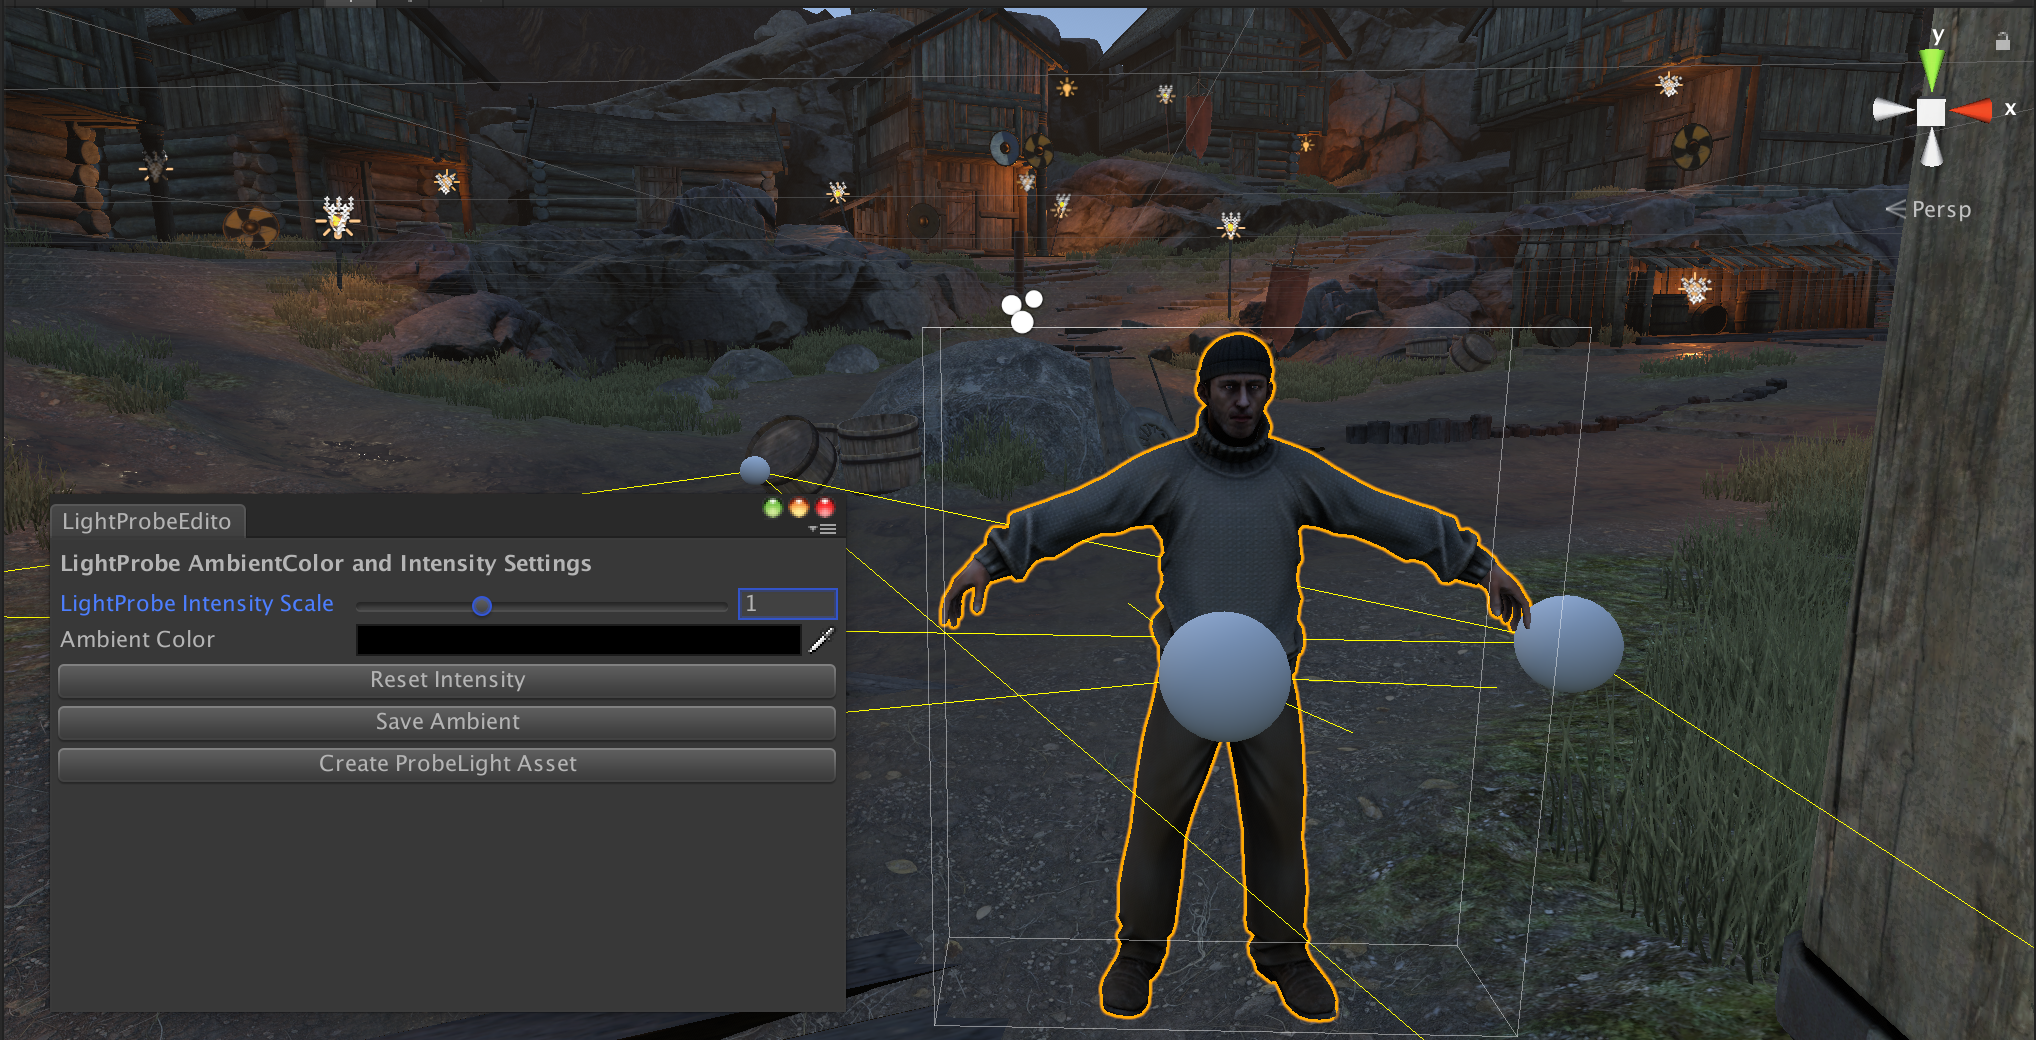 y
x
Persp
LightProbeEdito
LightProbe AmbientColor and Intensity Settings
LightProbe Intensity Scale 1
Ambient Color
Reset Intensity
Save Ambient
Create ProbeLight Asset